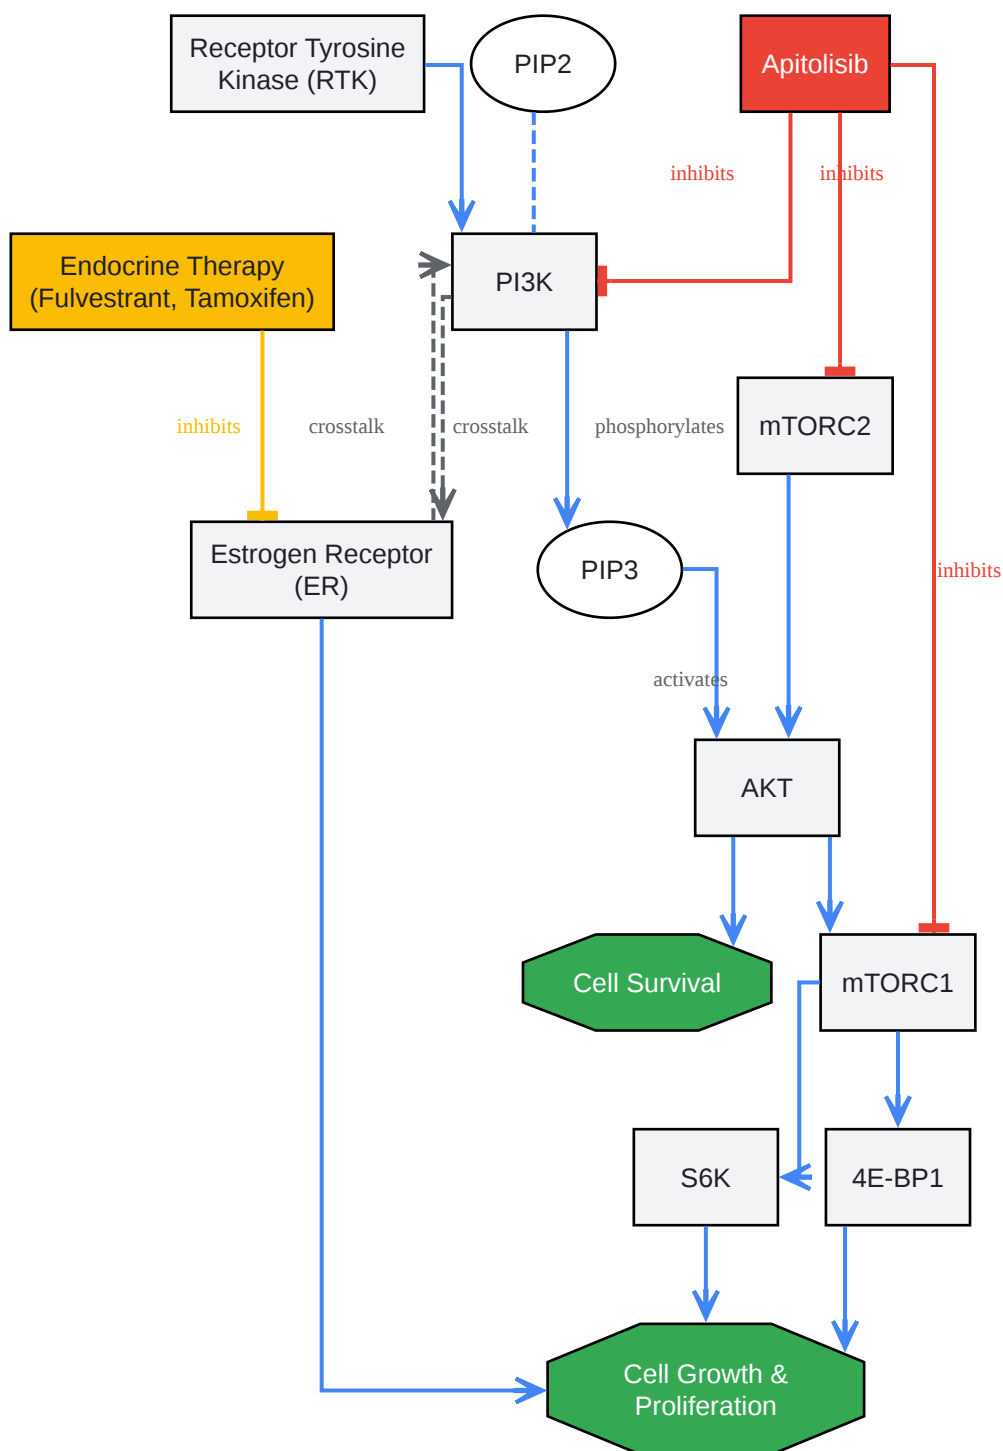 Receptor Tyrosine
Kinase (RTK)
PIP2
Apitolisib
inhibits
inhibits
Endocrine Therapy
(Fulvestrant, Tamoxifen)
PI3K
inhibits
crosstalk
crosstalk
phosphorylates
mTORC2
Estrogen Receptor
(ER)
PIP3
inhibits
activates
AKT
Cell Survival
mTORC1
S6K
4E-BP1
Cell Growth &
Proliferation